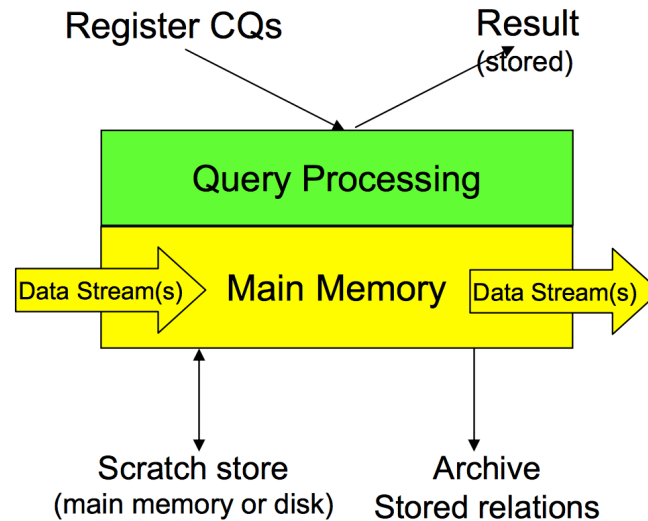 Register CQs
Result
(stored)
Query Processing
Data Stream(s)
Main Memory
Data Stream(s)
Scratch store
(main memory or disk)
Archive
Stored relations